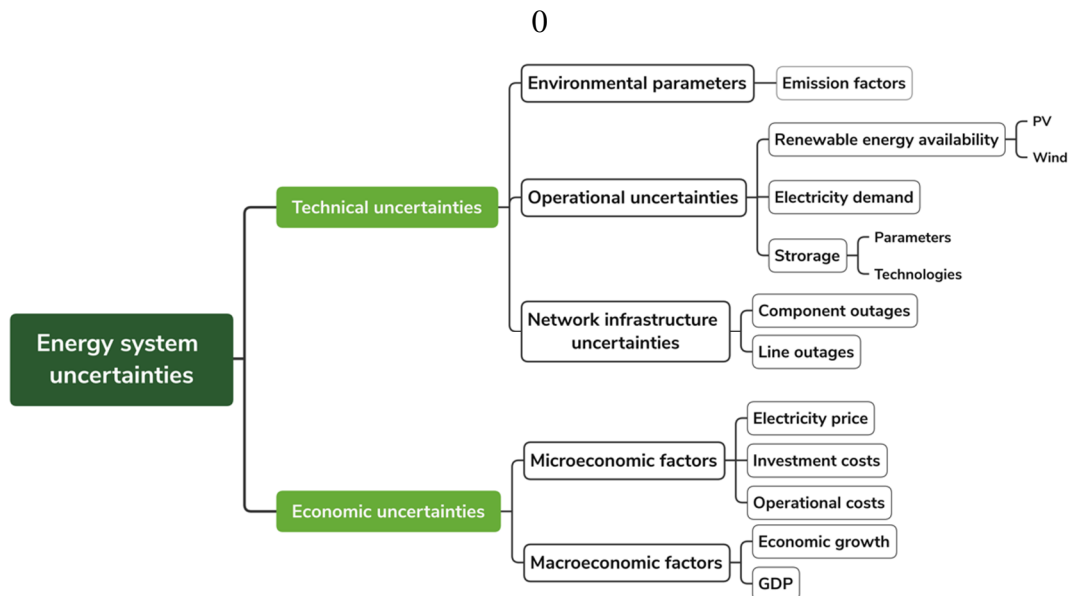 0
Environmental parameters
Emission factors
Renewable energy availability
PV
Wind
Technical uncertainties
Operational uncertainties
Electricity demand
Strorage
Parameters
Technologies
Network infrastructure
uncertainties
Component outages
Line outages
Energy system
uncertainties
Electricity price
Microeconomic factors
Investment costs
Operational costs
Economic uncertainties
Economic growth
Macroeconomic factors
GDP